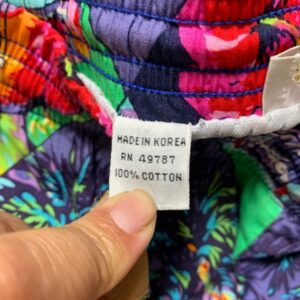 MADE IN KOREA
RN 49787
100% COTTON